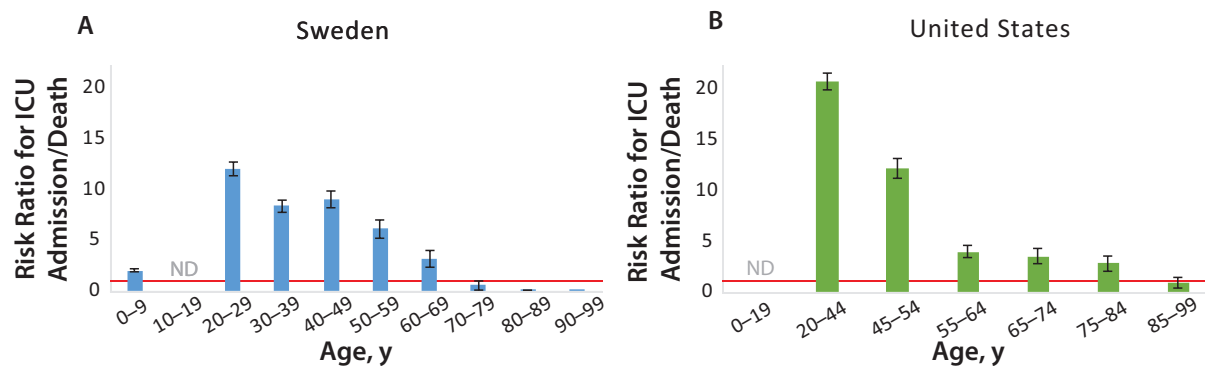 A
Sweden
Risk Ratio for ICU
Admission/Death
20
15
10
5
0
ND
0–9
10–19
20–29
30–39
40–49
50–59
60–69
70–79
80–89
90–99
Age, y
B
United States
Risk Ratio for ICU
Admission/Death
20
15
10
5
0
ND
0–19
20–44
45–54
55–64
65–74
75–84
85–99
Age, y